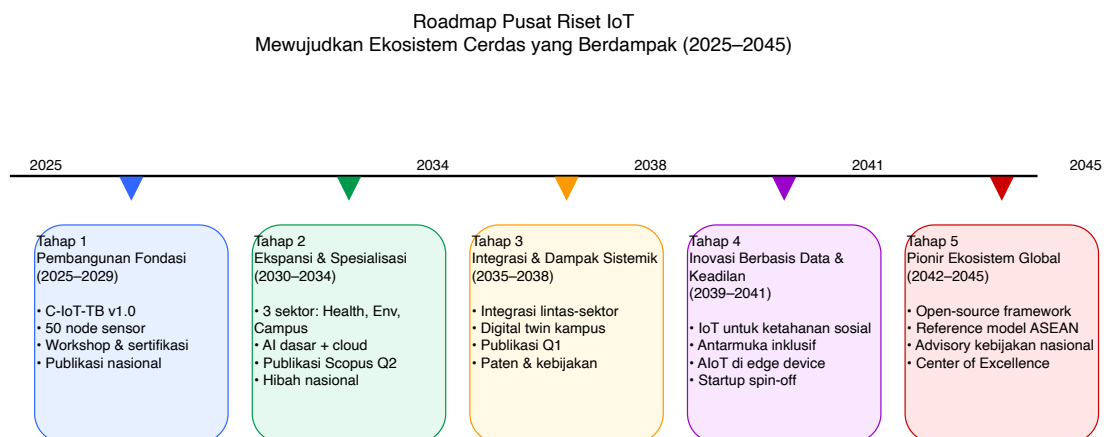 Roadmap Pusat Riset IoT
Mewujudkan Ekosistem Cerdas yang Berdampak (2025–2045)
2025
2034
2038
2041
2045
Tahap 1
Pembangunan Fondasi
(2025–2029)
• C-IoT-TB v1.0
• 50 node sensor
• Workshop & sertifikasi
• Publikasi nasional
Tahap 2
Ekspansi & Spesialisasi
(2030–2034)
• 3 sektor: Health, Env,
Campus
• AI dasar + cloud
• Publikasi Scopus Q2
• Hibah nasional
Tahap 3
Integrasi & Dampak Sistemik
(2035–2038)
• Integrasi lintas-sektor
• Digital twin kampus
• Publikasi Q1
• Paten & kebijakan
Tahap 4
Inovasi Berbasis Data &
Keadilan
(2039–2041)
• IoT untuk ketahanan sosial
• Antarmuka inklusif
• AIoT di edge device
• Startup spin-off
Tahap 5
Pionir Ekosistem Global
(2042–2045)
• Open-source framework
• Reference model ASEAN
• Advisory kebijakan nasional
• Center of Excellence